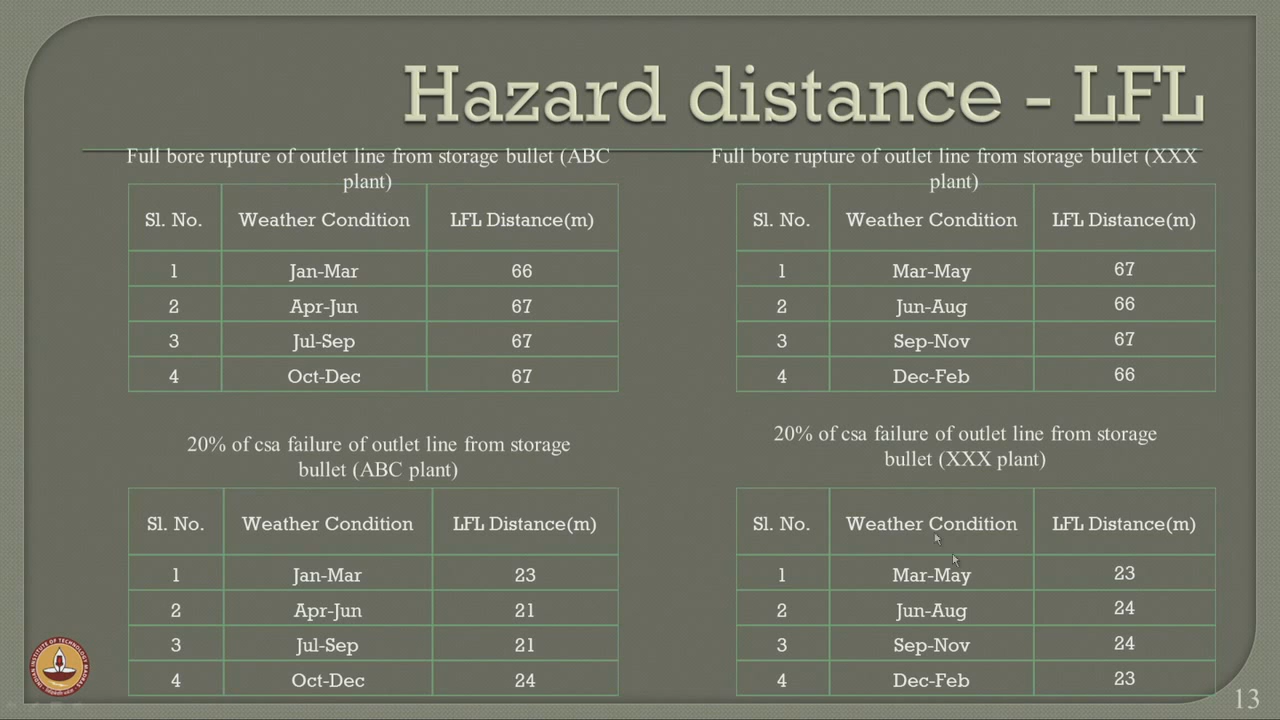 Hazard distance - LFL
Full bore rupture of outlet line from storage bullet (ABC
plant)
Sl. No. Weather Condition LFL Distance(m)
1 Jan-Mar 66
2 Apr-Jun 67
3 Jul-Sep 67
4 Oct-Dec 67
Full bore rupture of outlet line from storage bullet (XXX
plant)
Sl. No. Weather Condition LFL Distance(m)
1 Mar-May 67
2 Jun-Aug 66
3 Sep-Nov 67
4 Dec-Feb 66
20% of csa failure of outlet line from storage
bullet (ABC plant)
Sl. No. Weather Condition LFL Distance(m)
1 Jan-Mar 23
2 Apr-Jun 21
3 Jul-Sep 21
4 Oct-Dec 24
20% of csa failure of outlet line from storage
bullet (XXX plant)
Sl. No. Weather Condition LFL Distance(m)
1 Mar-May 23
2 Jun-Aug 24
3 Sep-Nov 24
4 Dec-Feb 23
13